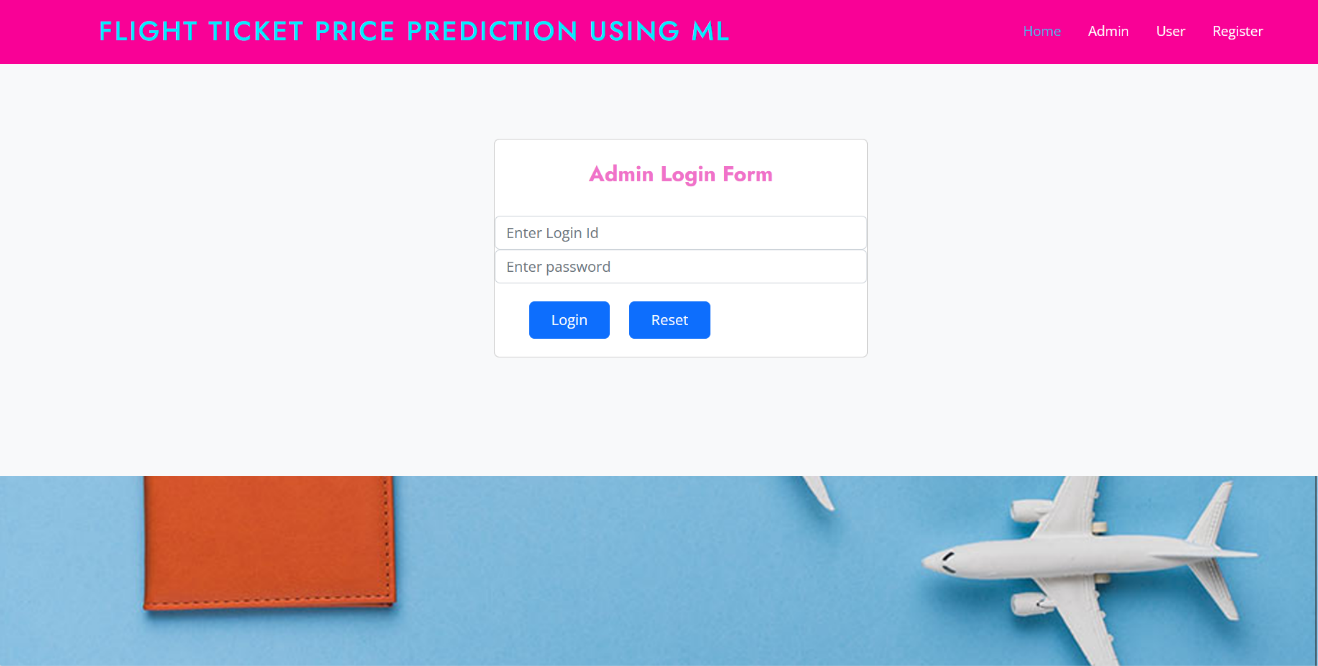 FLIGHT TICKET PRICE PREDICTION USING ML
Home Admin User Register
Admin Login Form
Enter Login Id
Enter password
Login Reset